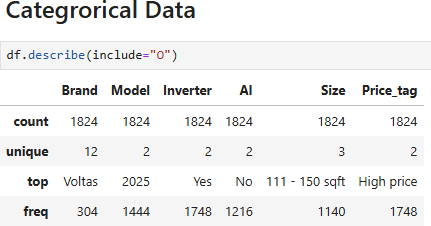 Categrorical Data
df.describe(include="O")
Brand Model Inverter AI Size Price_tag
count 1824 1824 1824 1824 1824 1824
unique 12 2 2 2 3 2
top Voltas 2025 Yes No 111 - 150 sqft High price
freq 304 1444 1748 1216 1140 1748